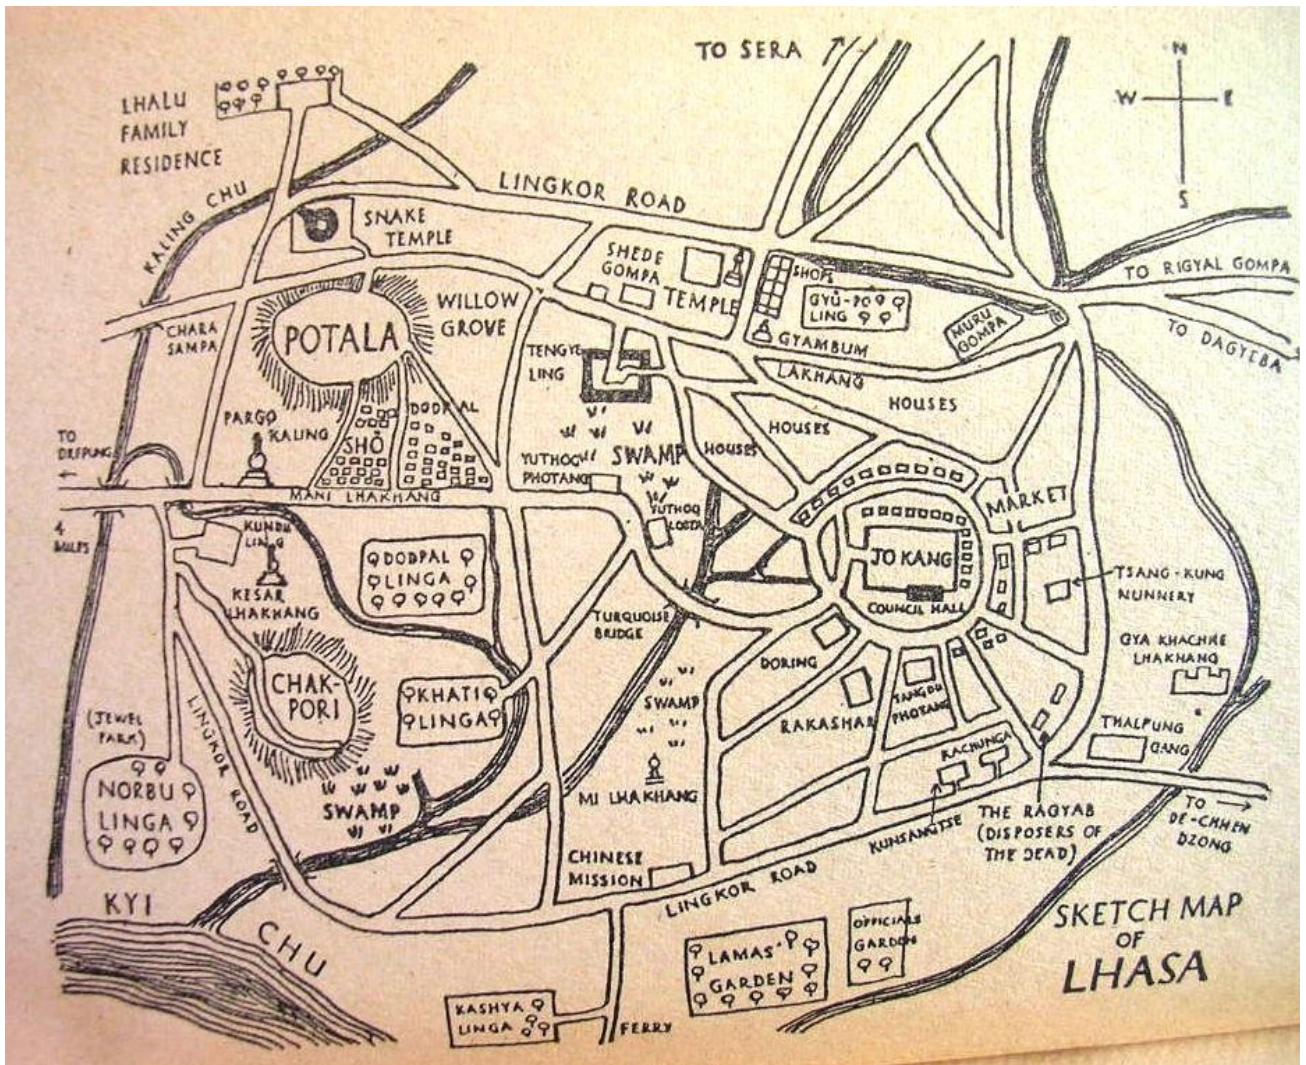 TO SERA
N
W E
S
LHALU
FAMILY
RESIDENCE
KALING CHU
LINGKOR ROAD
SNAKE
TEMPLE
SHEDE
GOMPA
TEMPLE
SHOPS
GYÜ-PO
LING
MURU
GOMPA
TO RIGYAL GOMPA
TO DAGYEBA
CHARA
SAMPA
POTALA
WILLOW
GROVE
TENGYE
LING
GYAMBUM
LAKHANG
HOUSES
HOUSES
HOUSES
PARGO
KALING
SHÖ
DODPAL
TO
DREPUNG
4
MILES
YUTHOQ
PHOTANG
SWAMP
YUTHOQ
MANI LHAKHANG
MARKET
KUNDU
LING
KESAR
LHAKHANG
DODPAL
LINGA
JO KANG
COUNCIL HALL
TSANG-KUNG
NUNNERY
TURQUOISE
BRIDGE
DORING
GYA KHACHHE
LHAKHANG
CHAK-
PORI
KHATI
LINGA
SWAMP
RAKASHAR
SANGDU
PHOTANG
THALPUNG
GANG
(JEWEL
PARK)
NORBU
LINGA
LINGKOR ROAD
SWAMP
MI LHAKHANG
RACHUNGA
KUNSANGTSE
THE RAGYAB
(DISPOSERS OF
THE DEAD)
TO
DE-CHHEN
DZONG
CHINESE
MISSION
LINGKOR ROAD
KYI
CHU
LAMAS'
GARDEN
OFFICIALS
GARDEN
KASHYA
LINGA
FERRY
SKETCH MAP
OF
LHASA